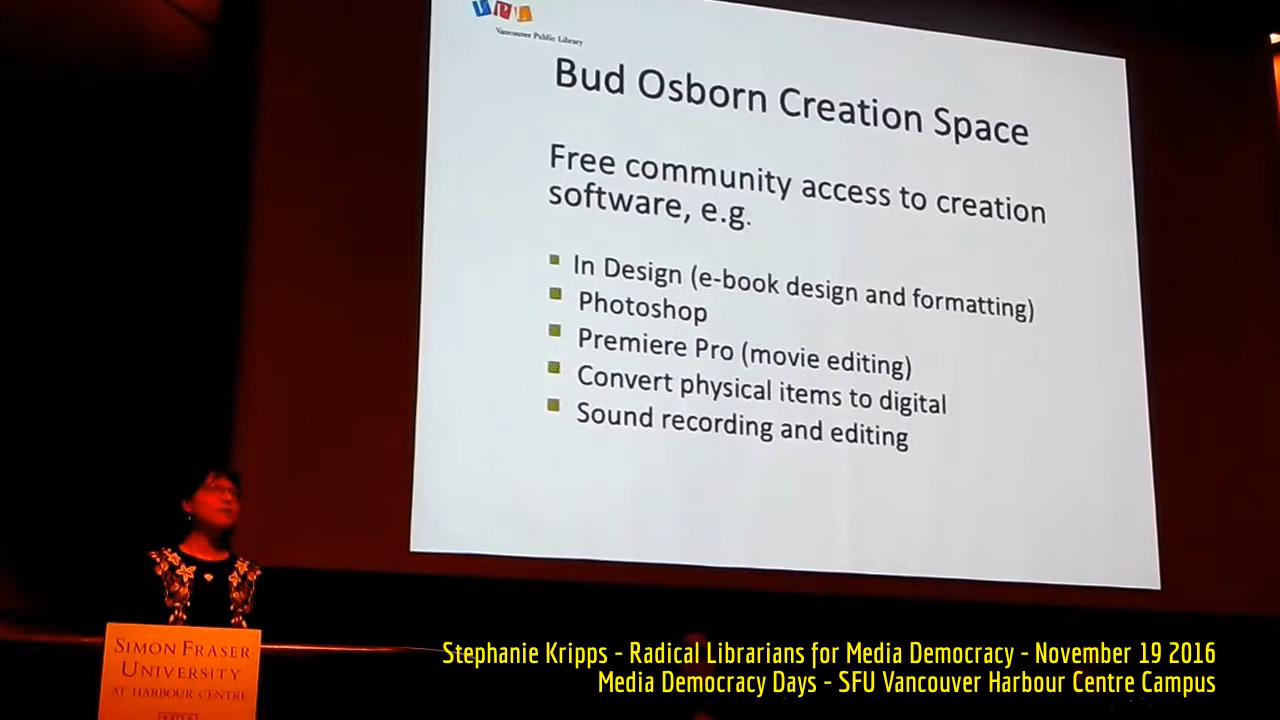 VPL
Vancouver Public Library
Bud Osborn Creation Space
Free community access to creation
software, e.g.
In Design (e-book design and formatting)
Photoshop
Premiere Pro (movie editing)
Convert physical items to digital
Sound recording and editing
SIMON FRASER
UNIVERSITY
AT HARBOUR CENTRE
Stephanie Kripps - Radical Librarians for Media Democracy - November 19 2016
Media Democracy Days - SFU Vancouver Harbour Centre Campus